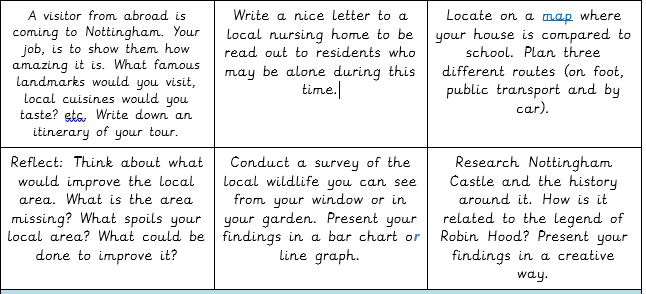 A visitor from abroad is
coming to Nottingham. Your
job, is to show them how
amazing it is. What famous
landmarks would you visit,
local cuisines would you
taste? etc. Write down an
itinerary of your tour.
Write a nice letter to a
local nursing home to be
read out to residents who
may be alone during this
time.
Locate on a map where
your house is compared to
school. Plan three
different routes (on foot,
public transport and by
car).
Reflect: Think about what
would improve the local
area. What is the area
missing? What spoils your
local area? What could be
done to improve it?
Conduct a survey of the
local wildlife you can see
from your window or in
your garden. Present your
findings in a bar chart or
line graph.
Research Nottingham
Castle and the history
around it. How is it
related to the legend of
Robin Hood? Present your
findings in a creative
way.